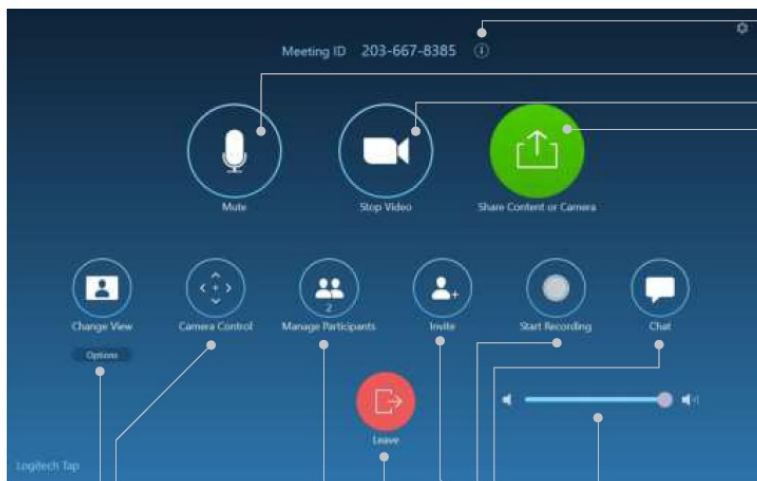 Meeting ID 203-667-8385
Mute Stop Video Share Content or Camera
2
Change View Camera Control Manage Participants Invite Start Recording Chat
Options
Leave
Logitech Tap